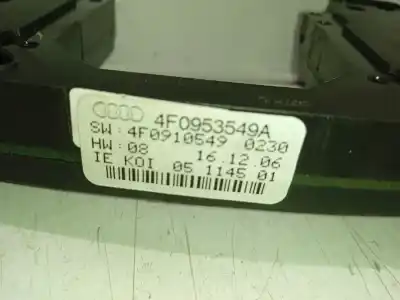 4F0953549A
SW: 4F0910549 0230
HW: 08 16.12.06
IE KOI 05 1145 01